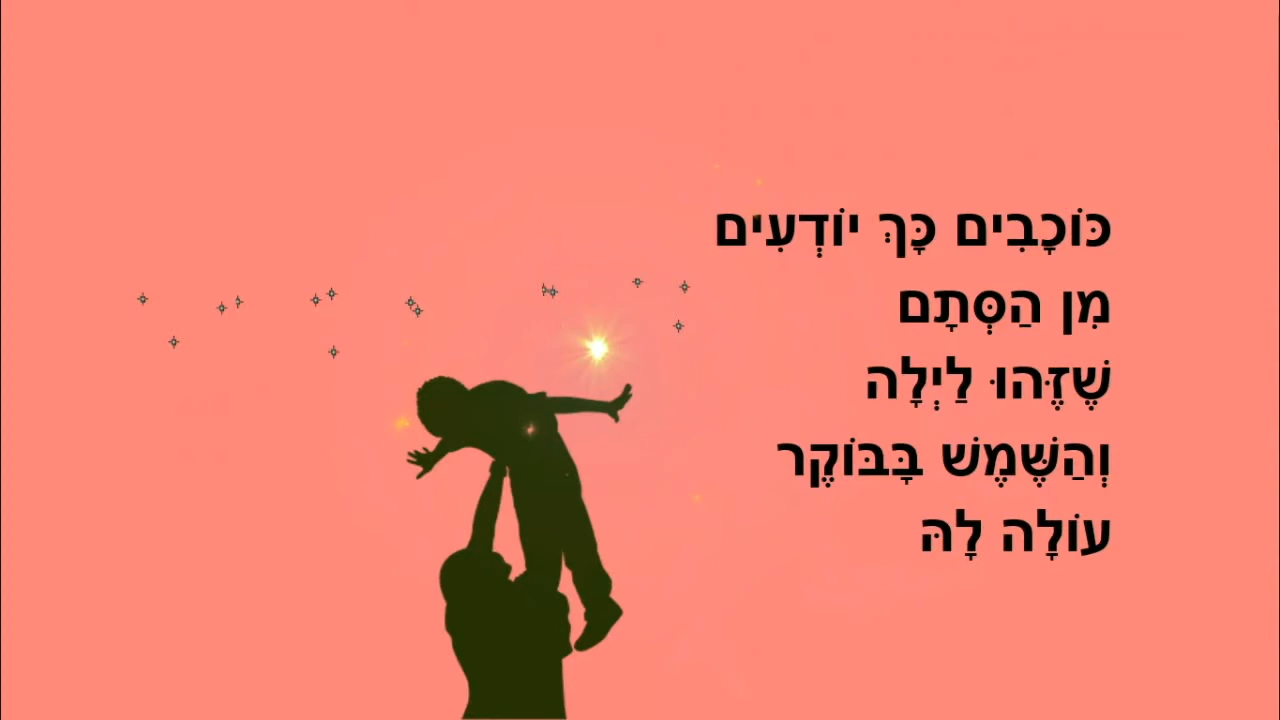 כּוֹכָבִים כָּךְ יוֹדְעִים
מִן הַסְּתָם
שֶׁזֶּהוּ לַיְלָה
וְהַשֶּׁמֶשׁ בָּבּוֹקֶר
עוֹלָה לָהּ